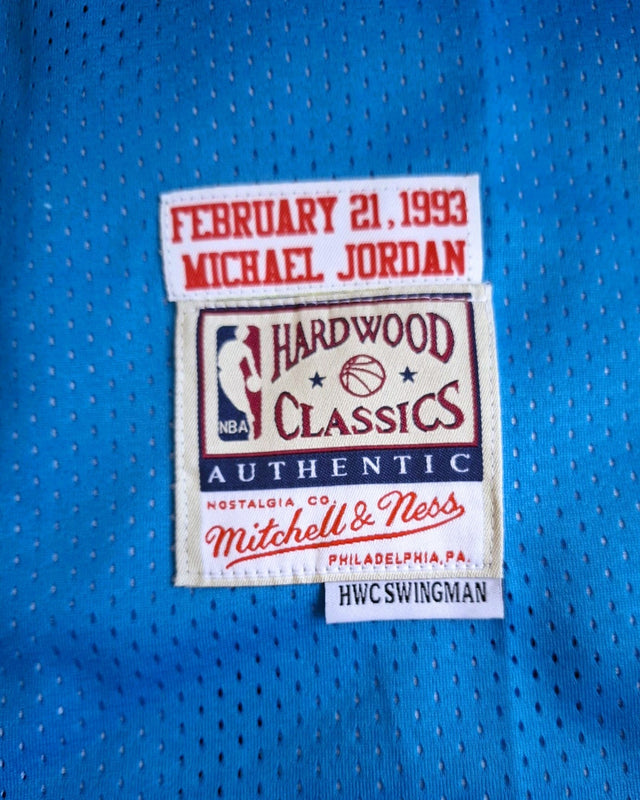 FEBRUARY 21, 1993
MICHAEL JORDAN
HARDWOOD
CLASSICS
NBA
AUTHENTIC
NOSTALGIA CO.
Mitchell & Ness
PHILADELPHIA, PA.
HWC SWINGMAN